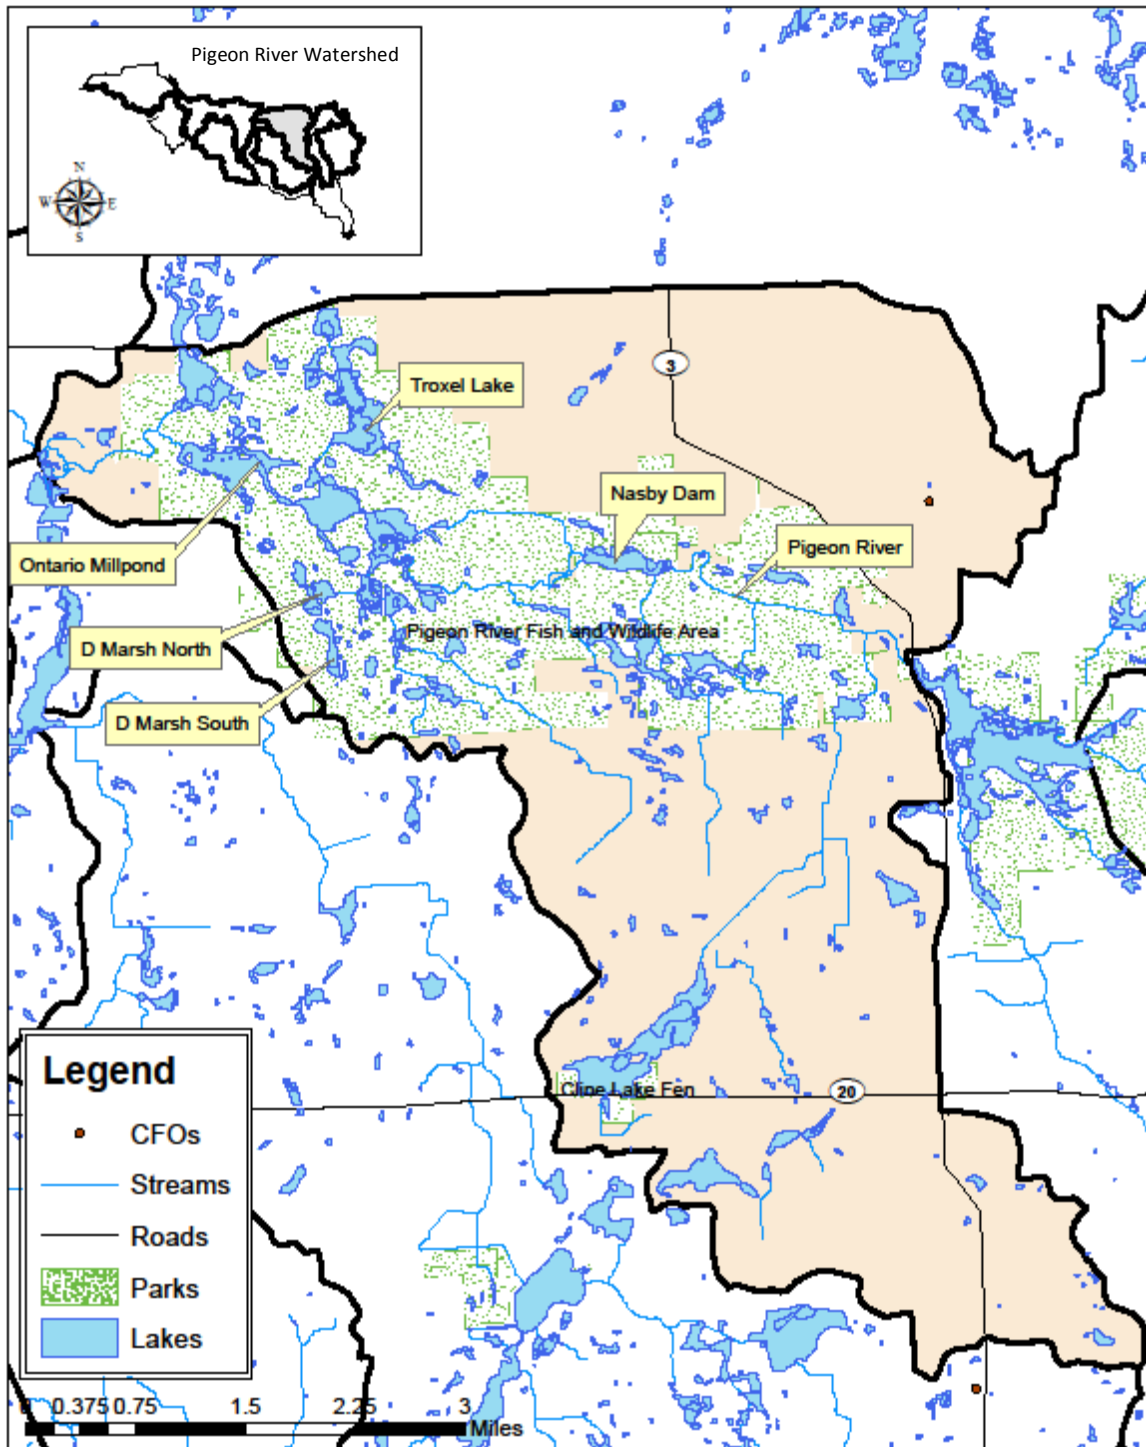 Pigeon River Watershed
N
W E
S
3
Troxel Lake
Nasby Dam
Pigeon River
Ontario Millpond
D Marsh North
Pigeon River Fish and Wildlife Area
D Marsh South
Cline Lake Fen
20
Legend
CFOs
Streams
Roads
Parks
Lakes
0 0.375 0.75 1.5 2.25 3
Miles